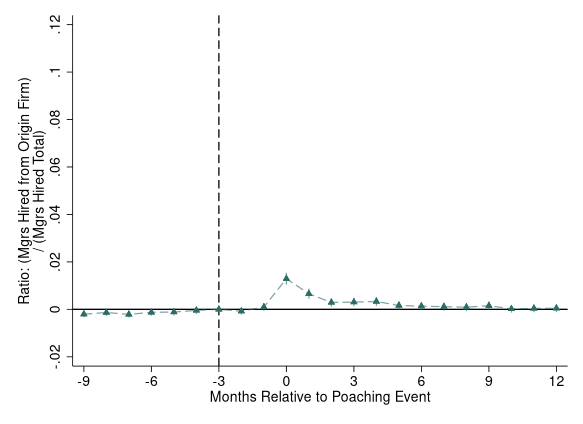 Ratio: (Mgrs Hired from Origin Firm)
/ (Mgrs Hired Total)
.12
.1
.08
.06
.04
.02
0
-.02
-9 -6 -3 0 3 6 9 12
Months Relative to Poaching Event